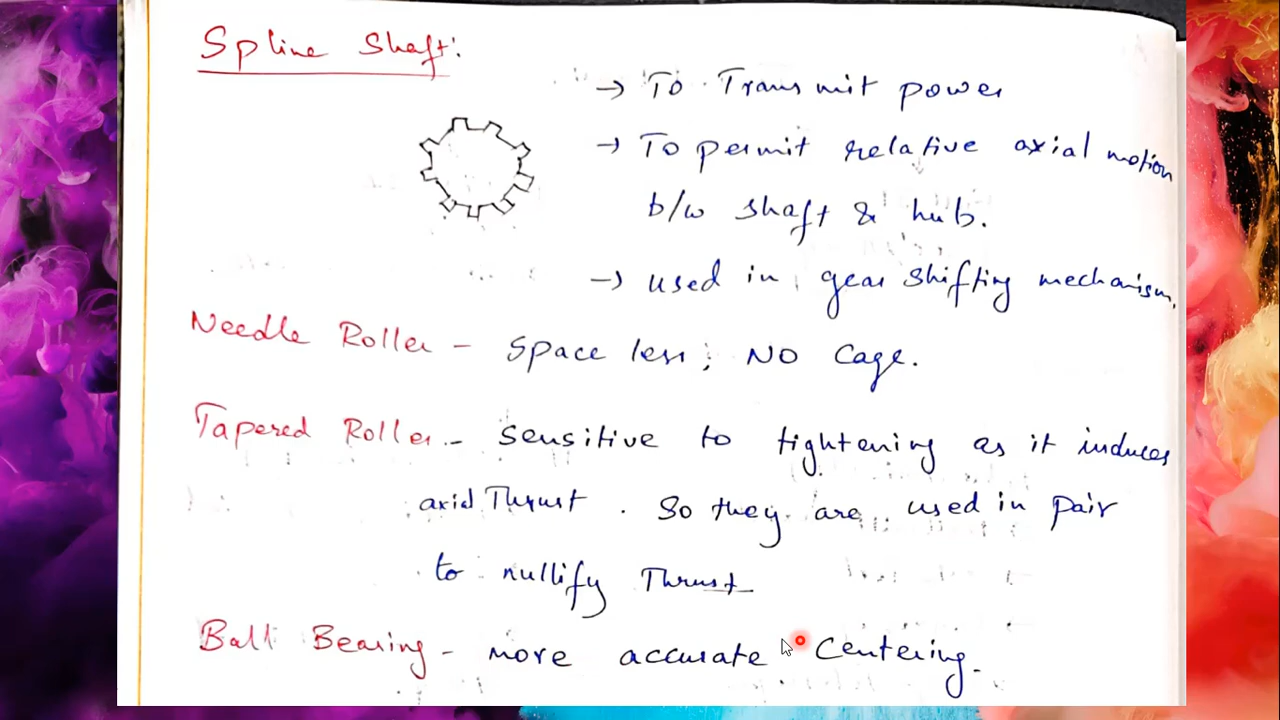 Spline Shaft:
→ To Transmit power
→ To permit relative axial motion
b/w shaft & hub.
→ used in gear shifting mechanism.
Needle Roller - Space less; NO Cage.
Tapered Roller - Sensitive to tightening as it induces
axial Thrust. So they are used in pair
to nullify Thrust
Ball Bearing - more accurate Centering.